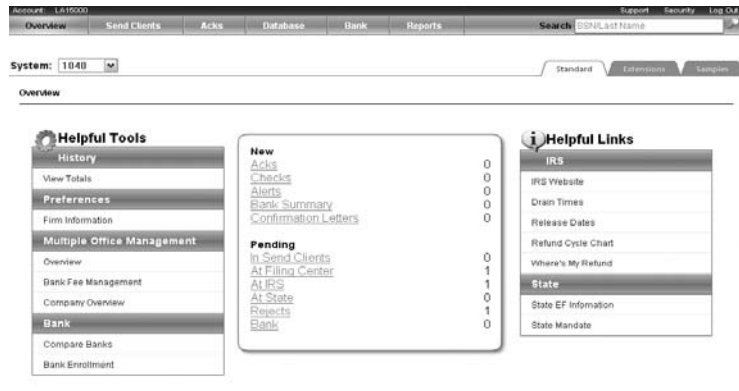 Account: LA15000 Support Security Log Out
Overview Send Clients Acks Database Bank Reports Search SSN/Last Name
System: 1040
Standard Extensions Samples
Overview
Helpful Tools
History
View Totals
Preferences
Firm Information
Multiple Office Management
Overview
Bank Fee Management
Company Overview
Bank
Compare Banks
Bank Enrollment
New
Acks 0
Checks 0
Alerts 0
Bank Summary 0
Confirmation Letters 0
Pending
In Send Clients 0
At Filing Center 1
At IRS 1
At State 0
Rejects 1
Bank 0
Helpful Links
IRS
IRS Website
Drain Times
Release Dates
Refund Cycle Chart
Where's My Refund
State
State EF Infomation
State Mandate